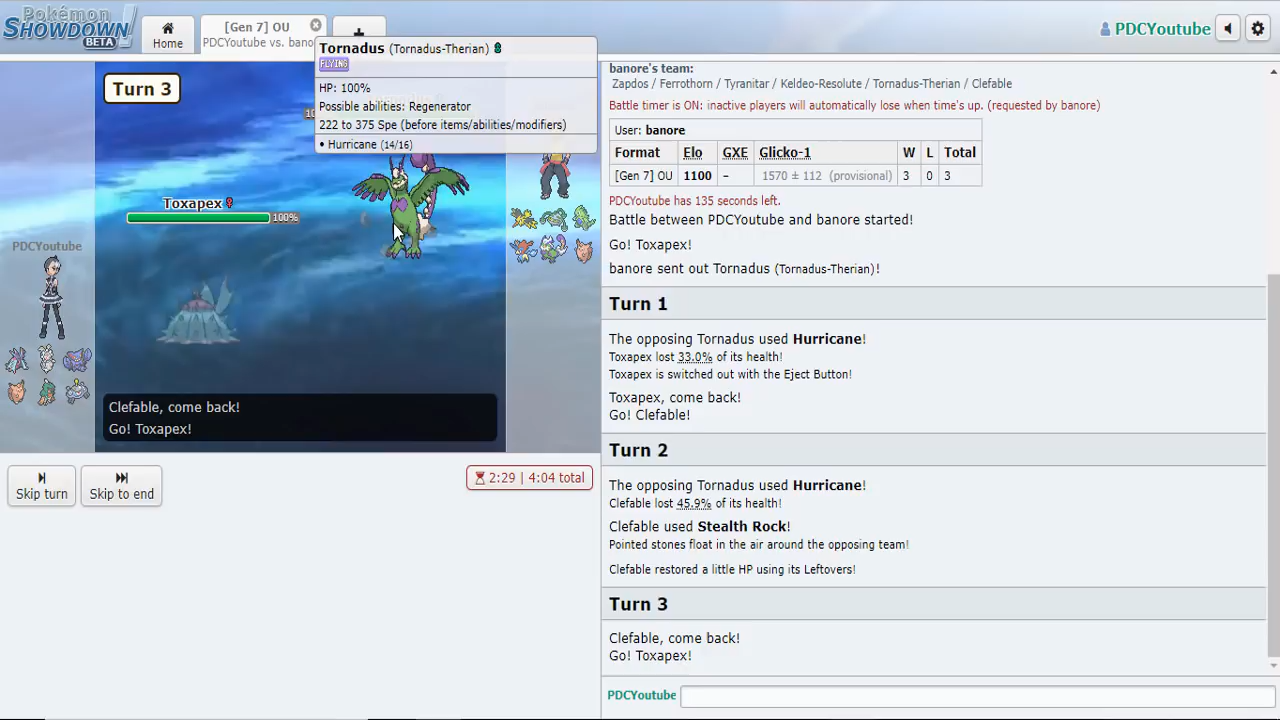 Pokémon
SHOWDOWN!
BETA
Home
[Gen 7] OU
PDCYoutube vs. bano
+
PDCYoutube
Tornadus (Tornadus-Therian)
FLYING
HP: 100%
Possible abilities: Regenerator
222 to 375 Spe (before items/abilities/modifiers)
• Hurricane (14/16)
Turn 3
Toxapex
100%
PDCYoutube
Clefable, come back!
Go! Toxapex!
Skip turn
Skip to end
2:29 | 4:04 total
banore's team:
Zapdos / Ferrothorn / Tyranitar / Keldeo-Resolute / Tornadus-Therian / Clefable
Battle timer is ON: inactive players will automatically lose when time's up. (requested by banore)
User: banore
Format Elo GXE Glicko-1 W L Total
[Gen 7] OU 1100 – 1570 ± 112 (provisional) 3 0 3
PDCYoutube has 135 seconds left.
Battle between PDCYoutube and banore started!
Go! Toxapex!
banore sent out Tornadus (Tornadus-Therian)!
Turn 1
The opposing Tornadus used Hurricane!
Toxapex lost 33.0% of its health!
Toxapex is switched out with the Eject Button!
Toxapex, come back!
Go! Clefable!
Turn 2
The opposing Tornadus used Hurricane!
Clefable lost 45.9% of its health!
Clefable used Stealth Rock!
Pointed stones float in the air around the opposing team!
Clefable restored a little HP using its Leftovers!
Turn 3
Clefable, come back!
Go! Toxapex!
PDCYoutube